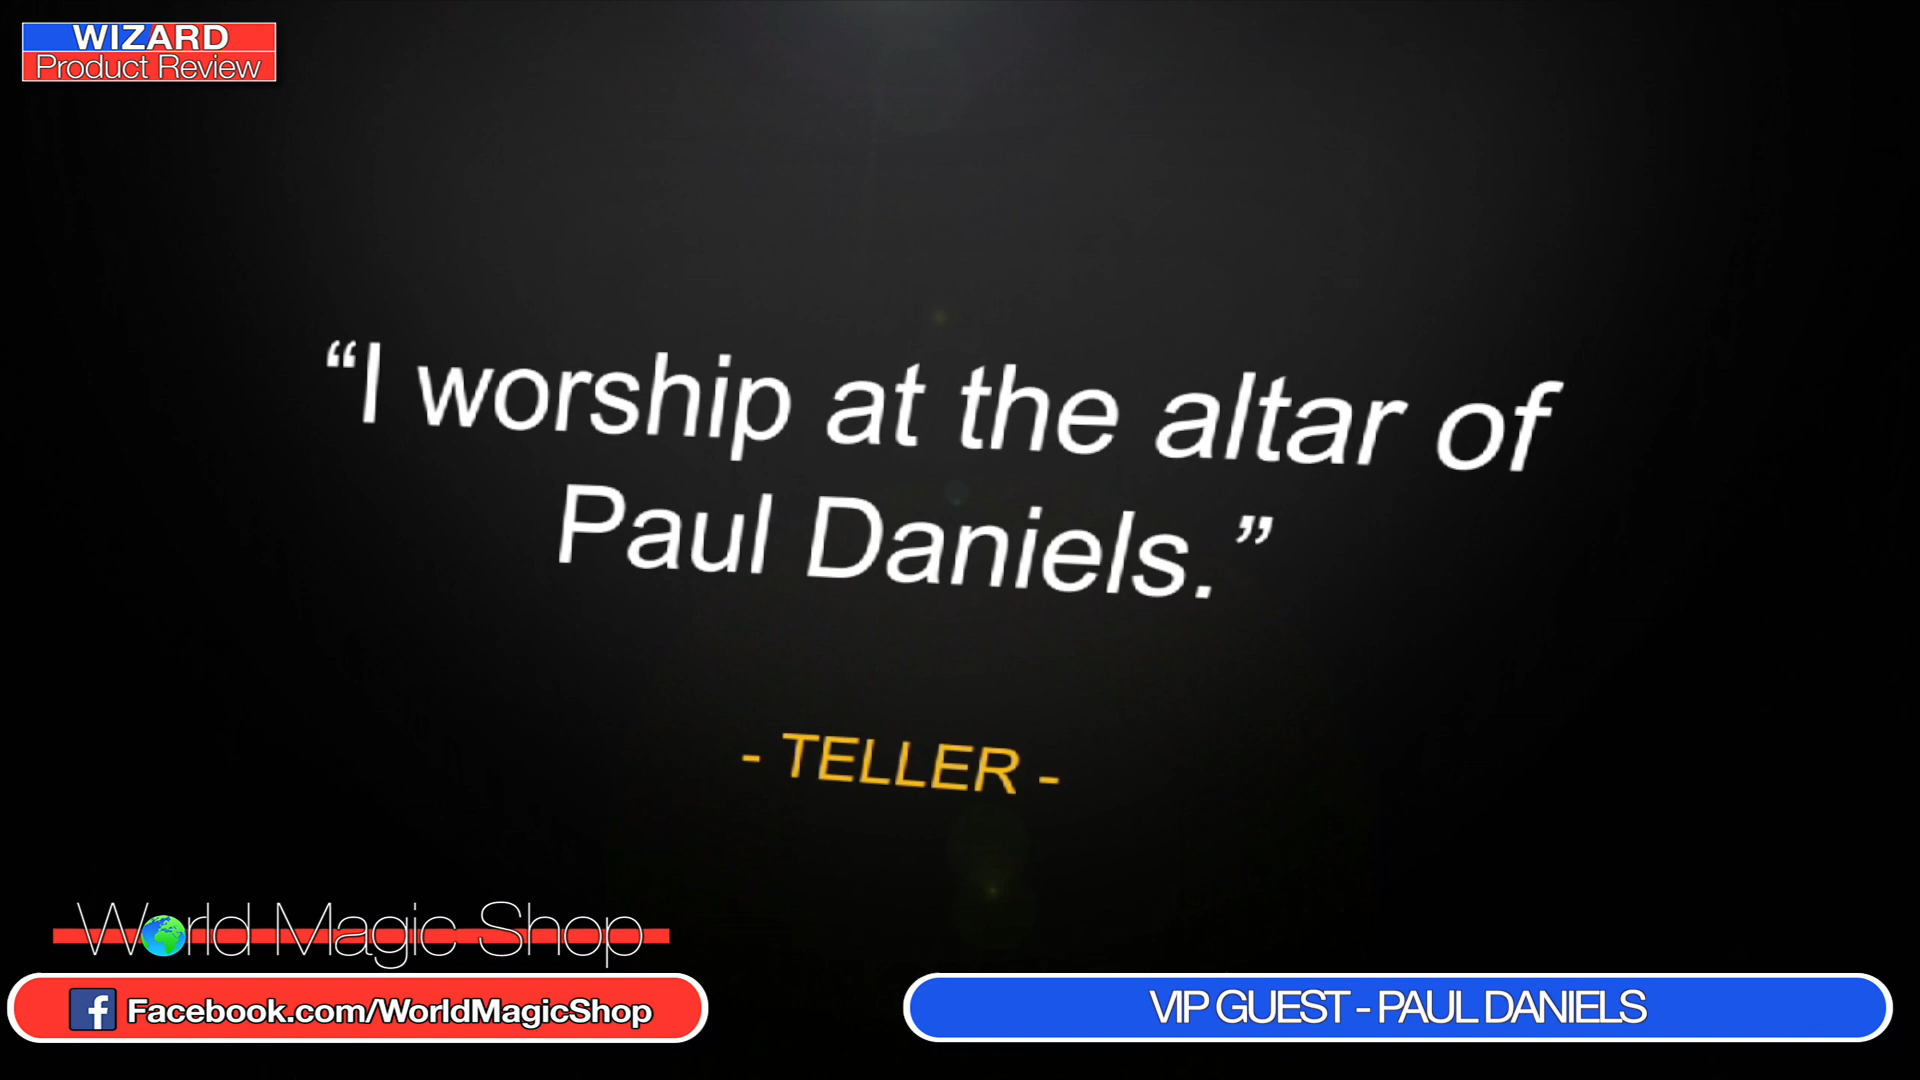 WIZARD
Product Review
“I worship at the altar of
Paul Daniels.”
- TELLER -
World Magic Shop
Facebook.com/WorldMagicShop
VIP GUEST - PAUL DANIELS